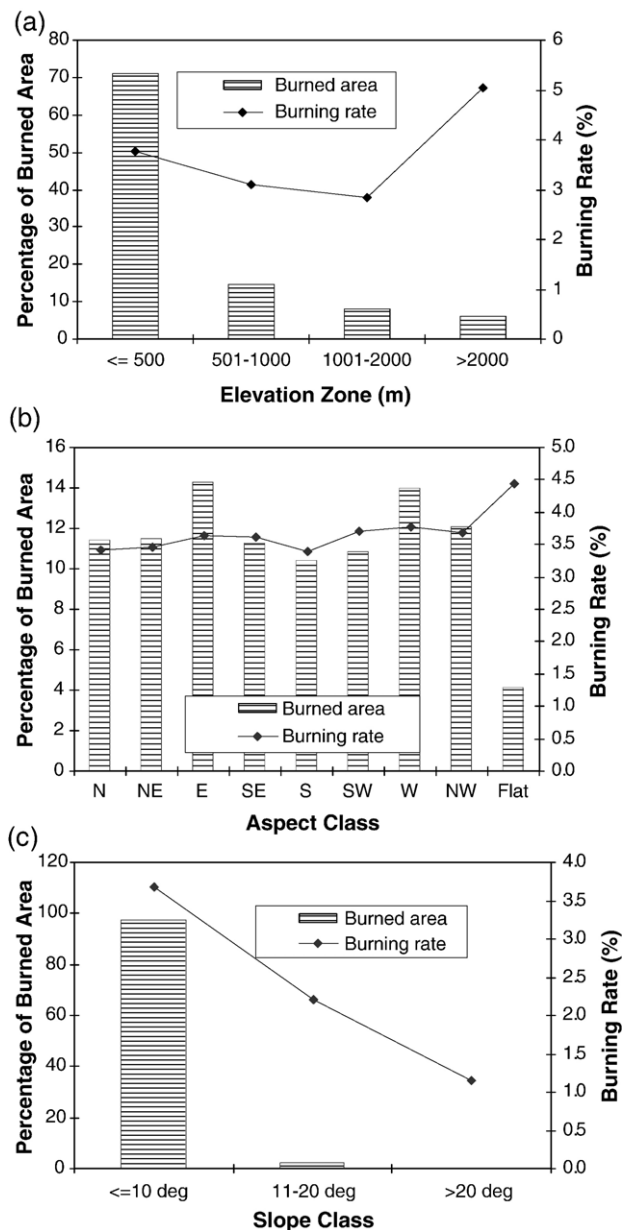 (a)
80
70
60
50
40
30
20
10
0
Percentage of Burned Area
Burned area
Burning rate
6
5
4
3
2
1
0
Burning Rate (%)
<= 500 501-1000 1001-2000 >2000
Elevation Zone (m)
(b)
16
14
12
10
8
6
4
2
0
Percentage of Burned Area
Burned area
Burning rate
5.0
4.5
4.0
3.5
3.0
2.5
2.0
1.5
1.0
0.5
0.0
Burning Rate (%)
N NE E SE S SW W NW Flat
Aspect Class
(c)
120
100
80
60
40
20
0
Percentage of Burned Area
Burned area
Burning rate
4.0
3.5
3.0
2.5
2.0
1.5
1.0
0.5
0.0
Burning Rate (%)
<=10 deg 11-20 deg >20 deg
Slope Class